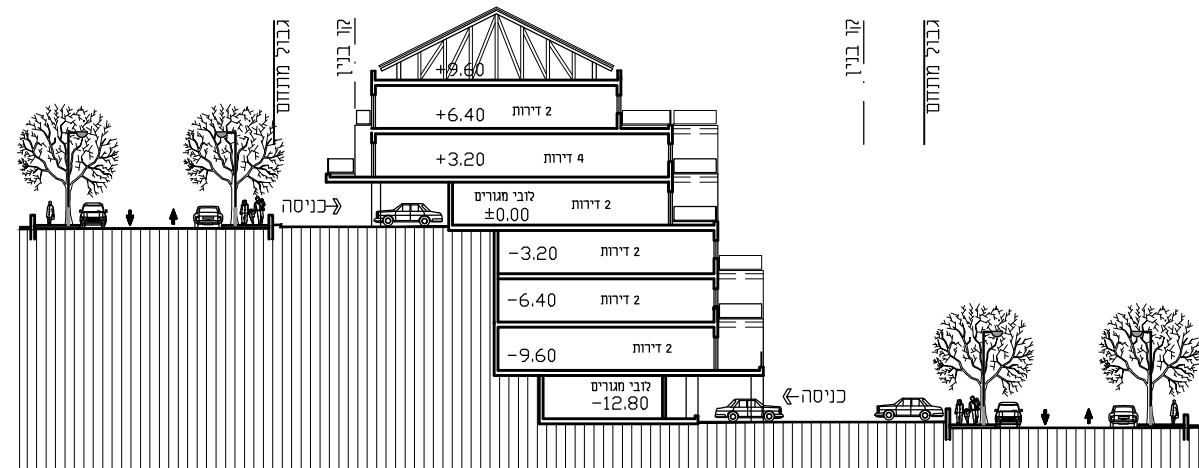 גבול מתחם
קו בנין
קו בנין
גבול מתחם
+9.60
+6.40 2 דירות
+3.20 4 דירות
לובי מגורים
±0.00 2 דירות
כניסה
−3.20 2 דירות
−6.40 2 דירות
−9.60 2 דירות
לובי מגורים
−12.80
כניסה